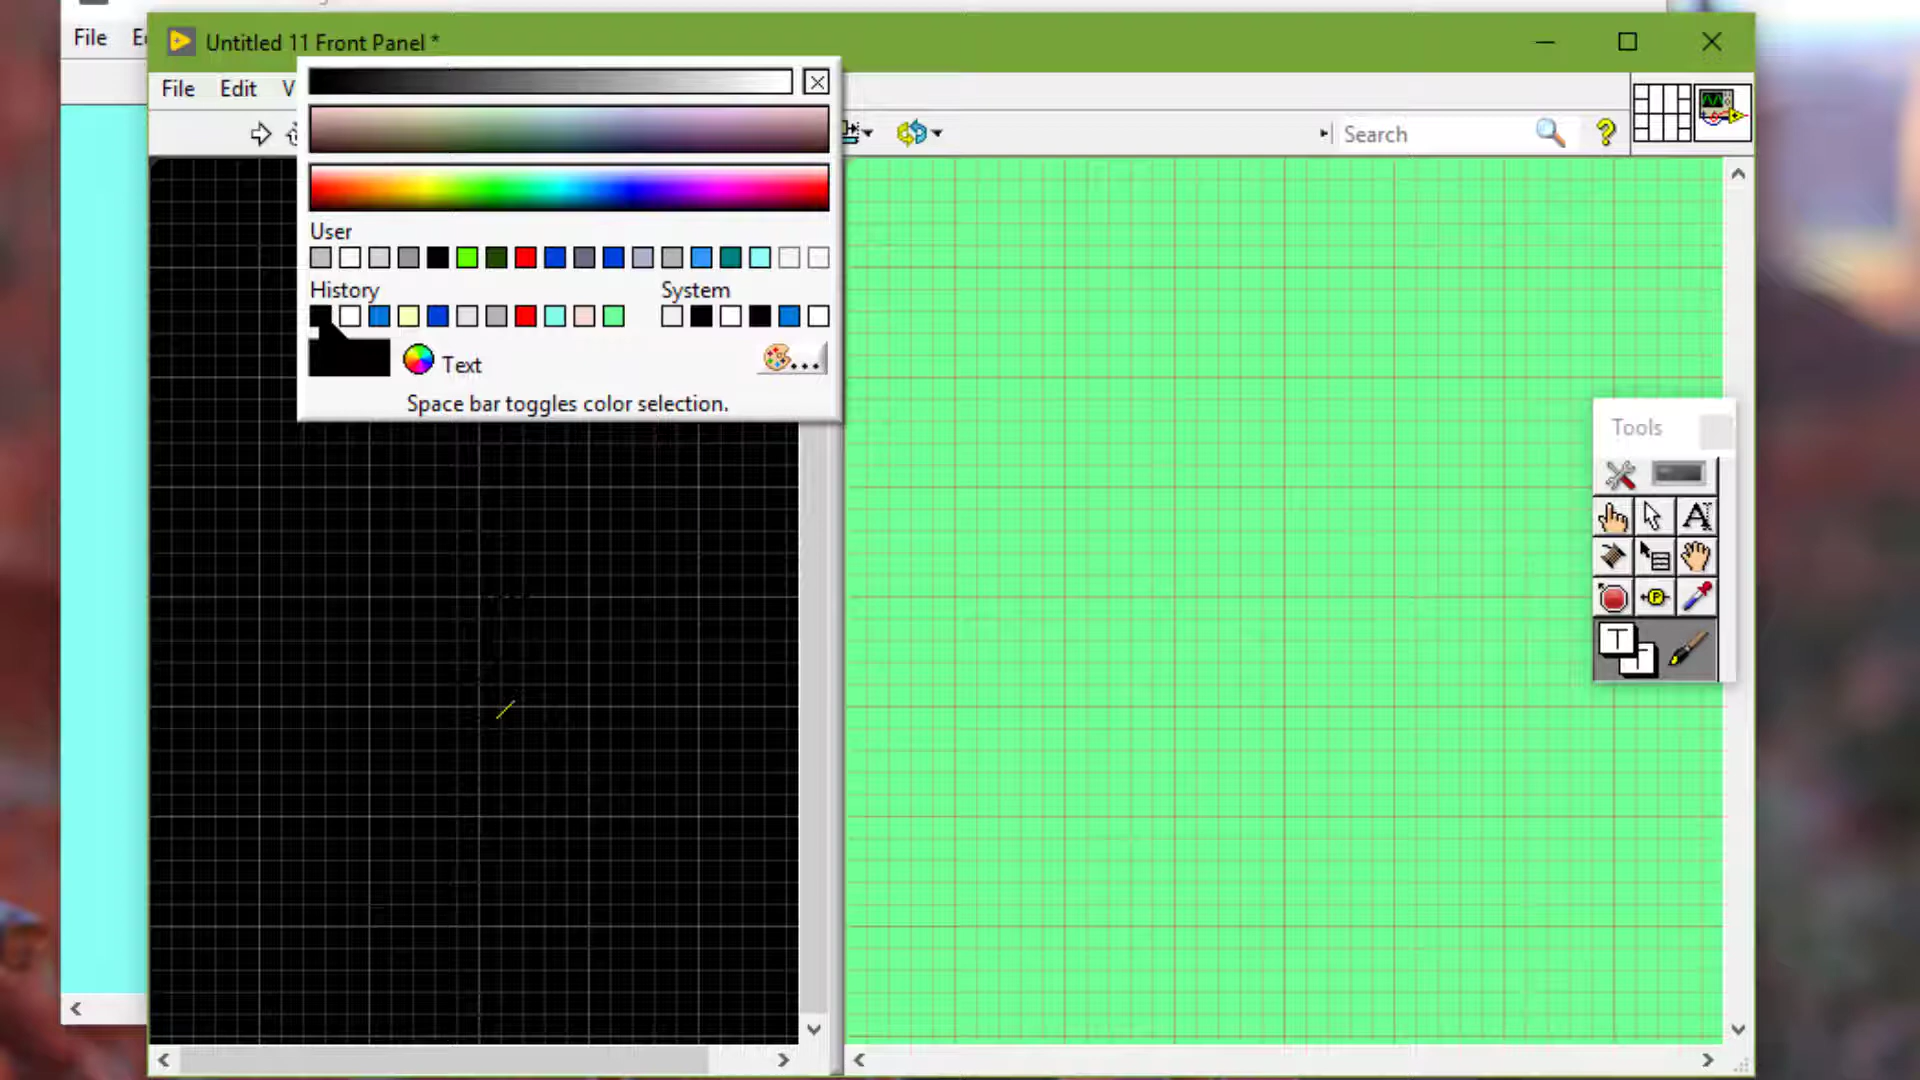 File
Untitled 11 Front Panel *
File Edit V
Search
User
History System
Text
Space bar toggles color selection.
Tools